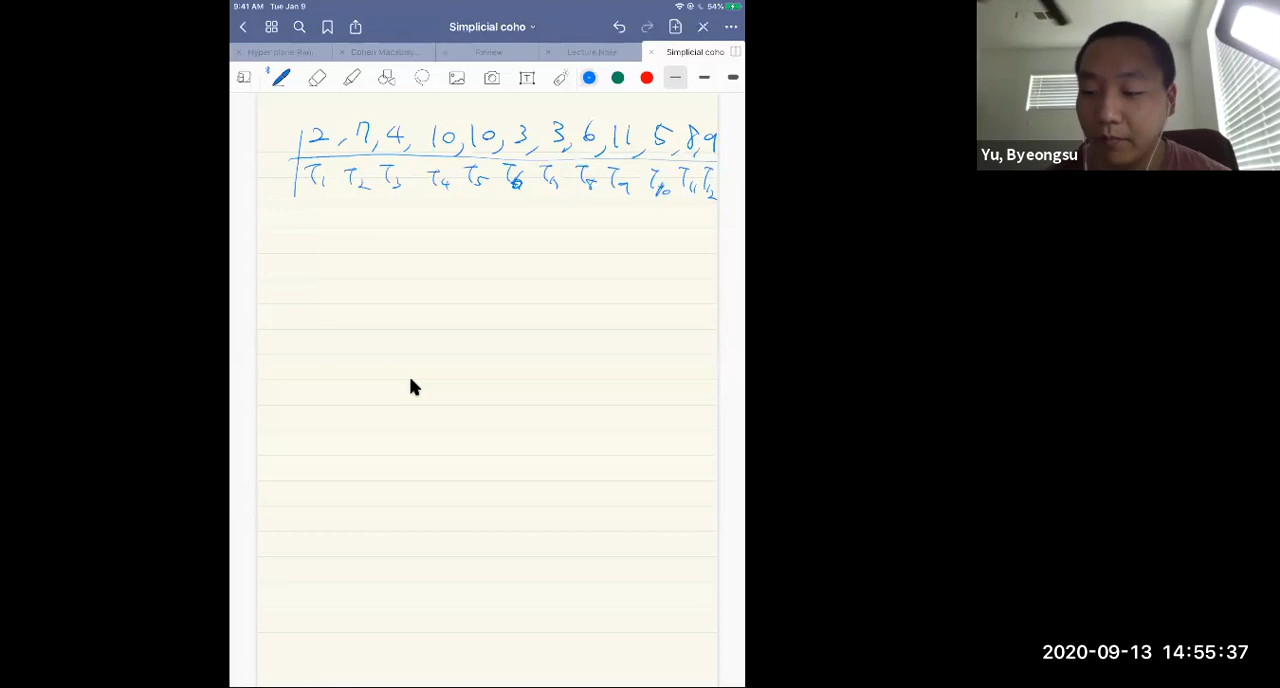 9:41 AM Tue Jan 9
54%
Simplicial coho
Hyper plane
Cohen Macaulay...
Review
Lecture Note
Simplicial coho
2, 7, 4, 10, 10, 3, 3, 6, 11, 5, 8, 9
τ₁ τ₂ τ₃ τ₄ τ₅ τ₆ τ₇ τ₈ τ₉ τ₁₀ τ₁₁ τ₁₂
Yu, Byeongsu
2020-09-13 14:55:37